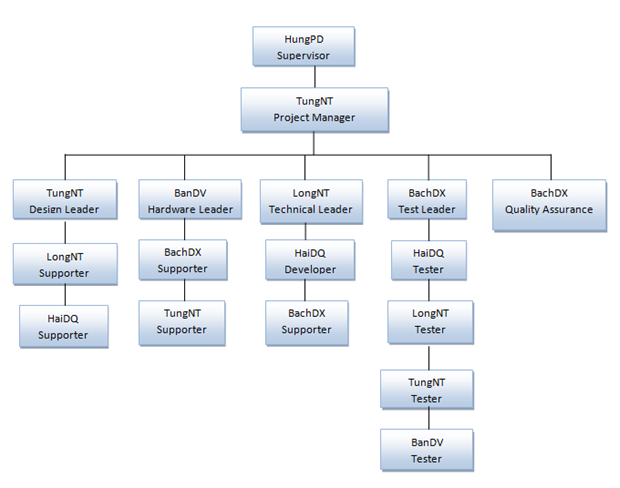 HungPD
Supervisor
TungNT
Project Manager
TungNT
Design Leader
BanDV
Hardware Leader
LongNT
Technical Leader
BachDX
Test Leader
BachDX
Quality Assurance
LongNT
Supporter
BachDX
Supporter
HaiDQ
Developer
HaiDQ
Tester
HaiDQ
Supporter
TungNT
Supporter
BachDX
Supporter
LongNT
Tester
TungNT
Tester
BanDV
Tester